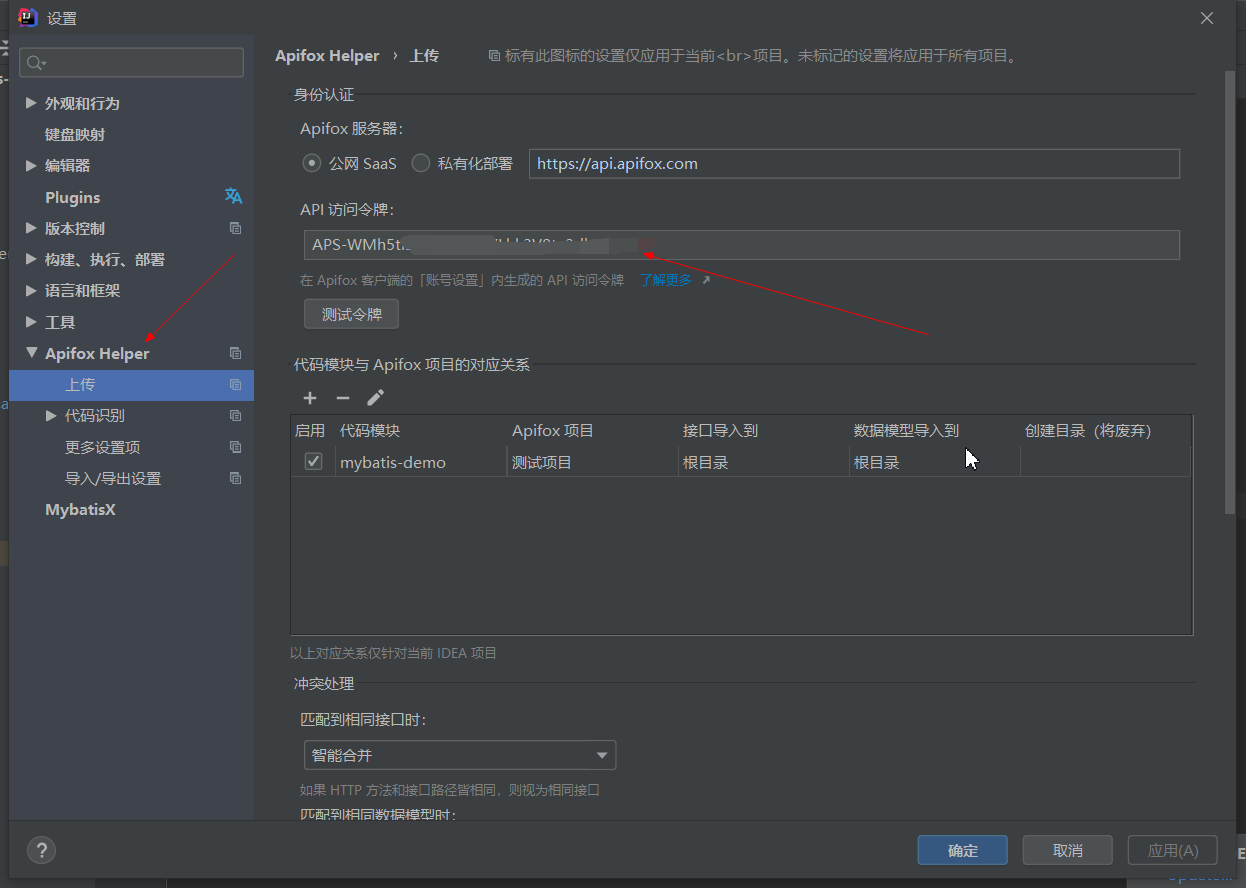 设置
Apifox Helper › 上传 标有此图标的设置仅应用于当前<br>项目。未标记的设置将应用于所有项目。
外观和行为
键盘映射
编辑器
Plugins
版本控制
构建、执行、部署
语言和框架
工具
Apifox Helper
上传
代码识别
更多设置项
导入/导出设置
MybatisX
身份认证
Apifox 服务器:
公网 SaaS 私有化部署 https://api.apifox.com
API 访问令牌:
APS-WMh5t
在 Apifox 客户端的「账号设置」内生成的 API 访问令牌 了解更多 ↗
测试令牌
代码模块与 Apifox 项目的对应关系
启用 代码模块 Apifox 项目 接口导入到 数据模型导入到 创建目录（将废弃）
mybatis-demo 测试项目 根目录 根目录
以上对应关系仅针对当前 IDEA 项目
冲突处理
匹配到相同接口时:
智能合并
如果 HTTP 方法和接口路径皆相同，则视为相同接口
匹配到相同数据模型时:
? 确定 取消 应用(A)